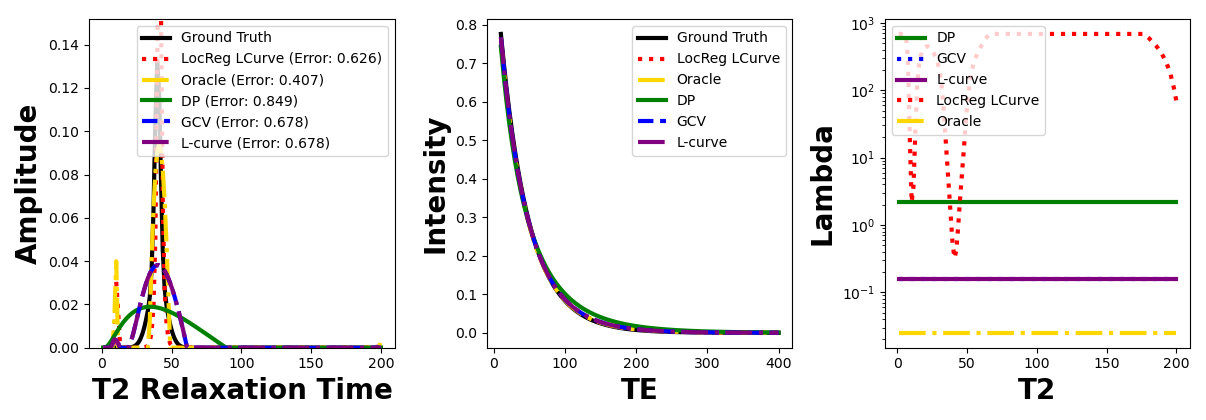 Amplitude
0.14
0.12
0.10
0.08
0.06
0.04
0.02
0.00
Ground Truth
LocReg LCurve (Error: 0.626)
Oracle (Error: 0.407)
DP (Error: 0.849)
GCV (Error: 0.678)
L-curve (Error: 0.678)
0 50 100 150 200
T2 Relaxation Time
Intensity
0.8
0.7
0.6
0.5
0.4
0.3
0.2
0.1
0.0
Ground Truth
LocReg LCurve
Oracle
DP
GCV
L-curve
0 100 200 300 400
TE
Lambda
10³
10²
10¹
10⁰
10⁻¹
DP
GCV
L-curve
LocReg LCurve
Oracle
0 50 100 150 200
T2